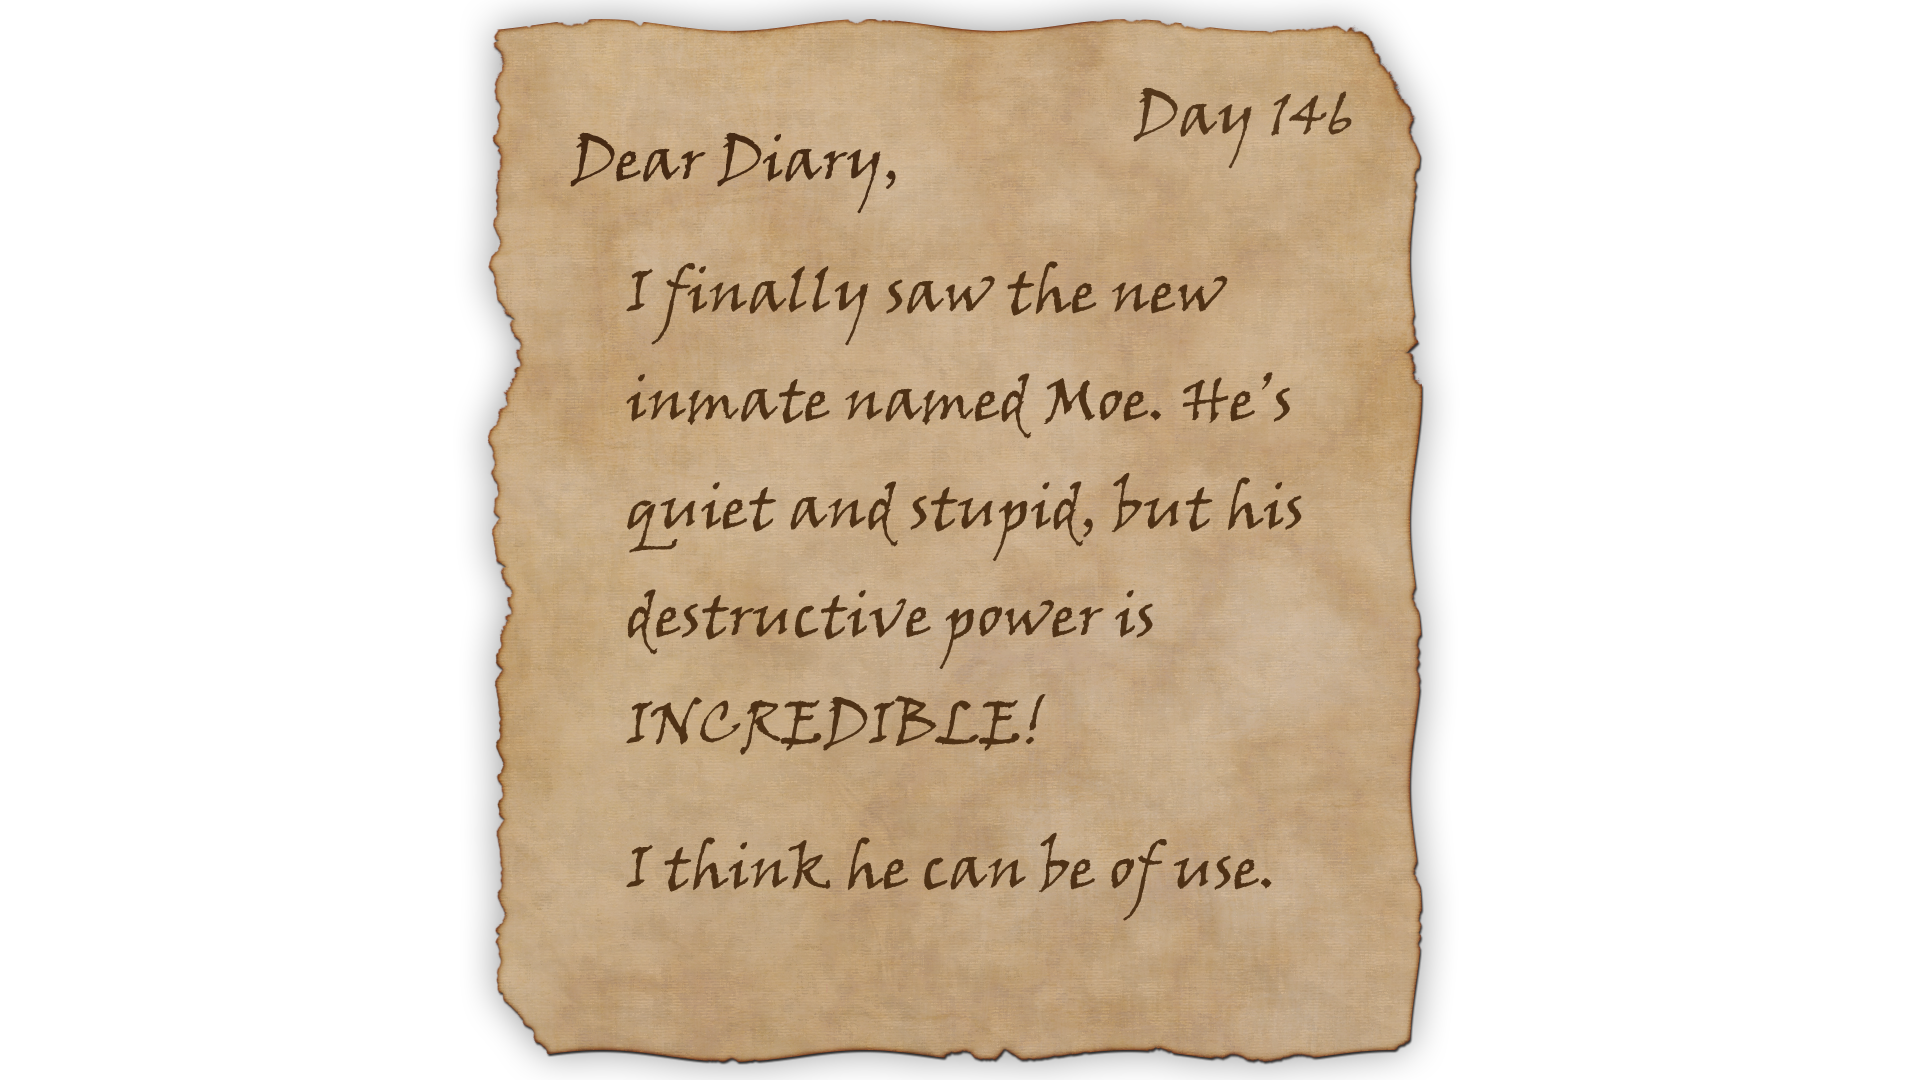 Day 146
Dear Diary,
I finally saw the new
inmate named Moe. He's
quiet and stupid, but his
destructive power is
INCREDIBLE!
I think he can be of use.